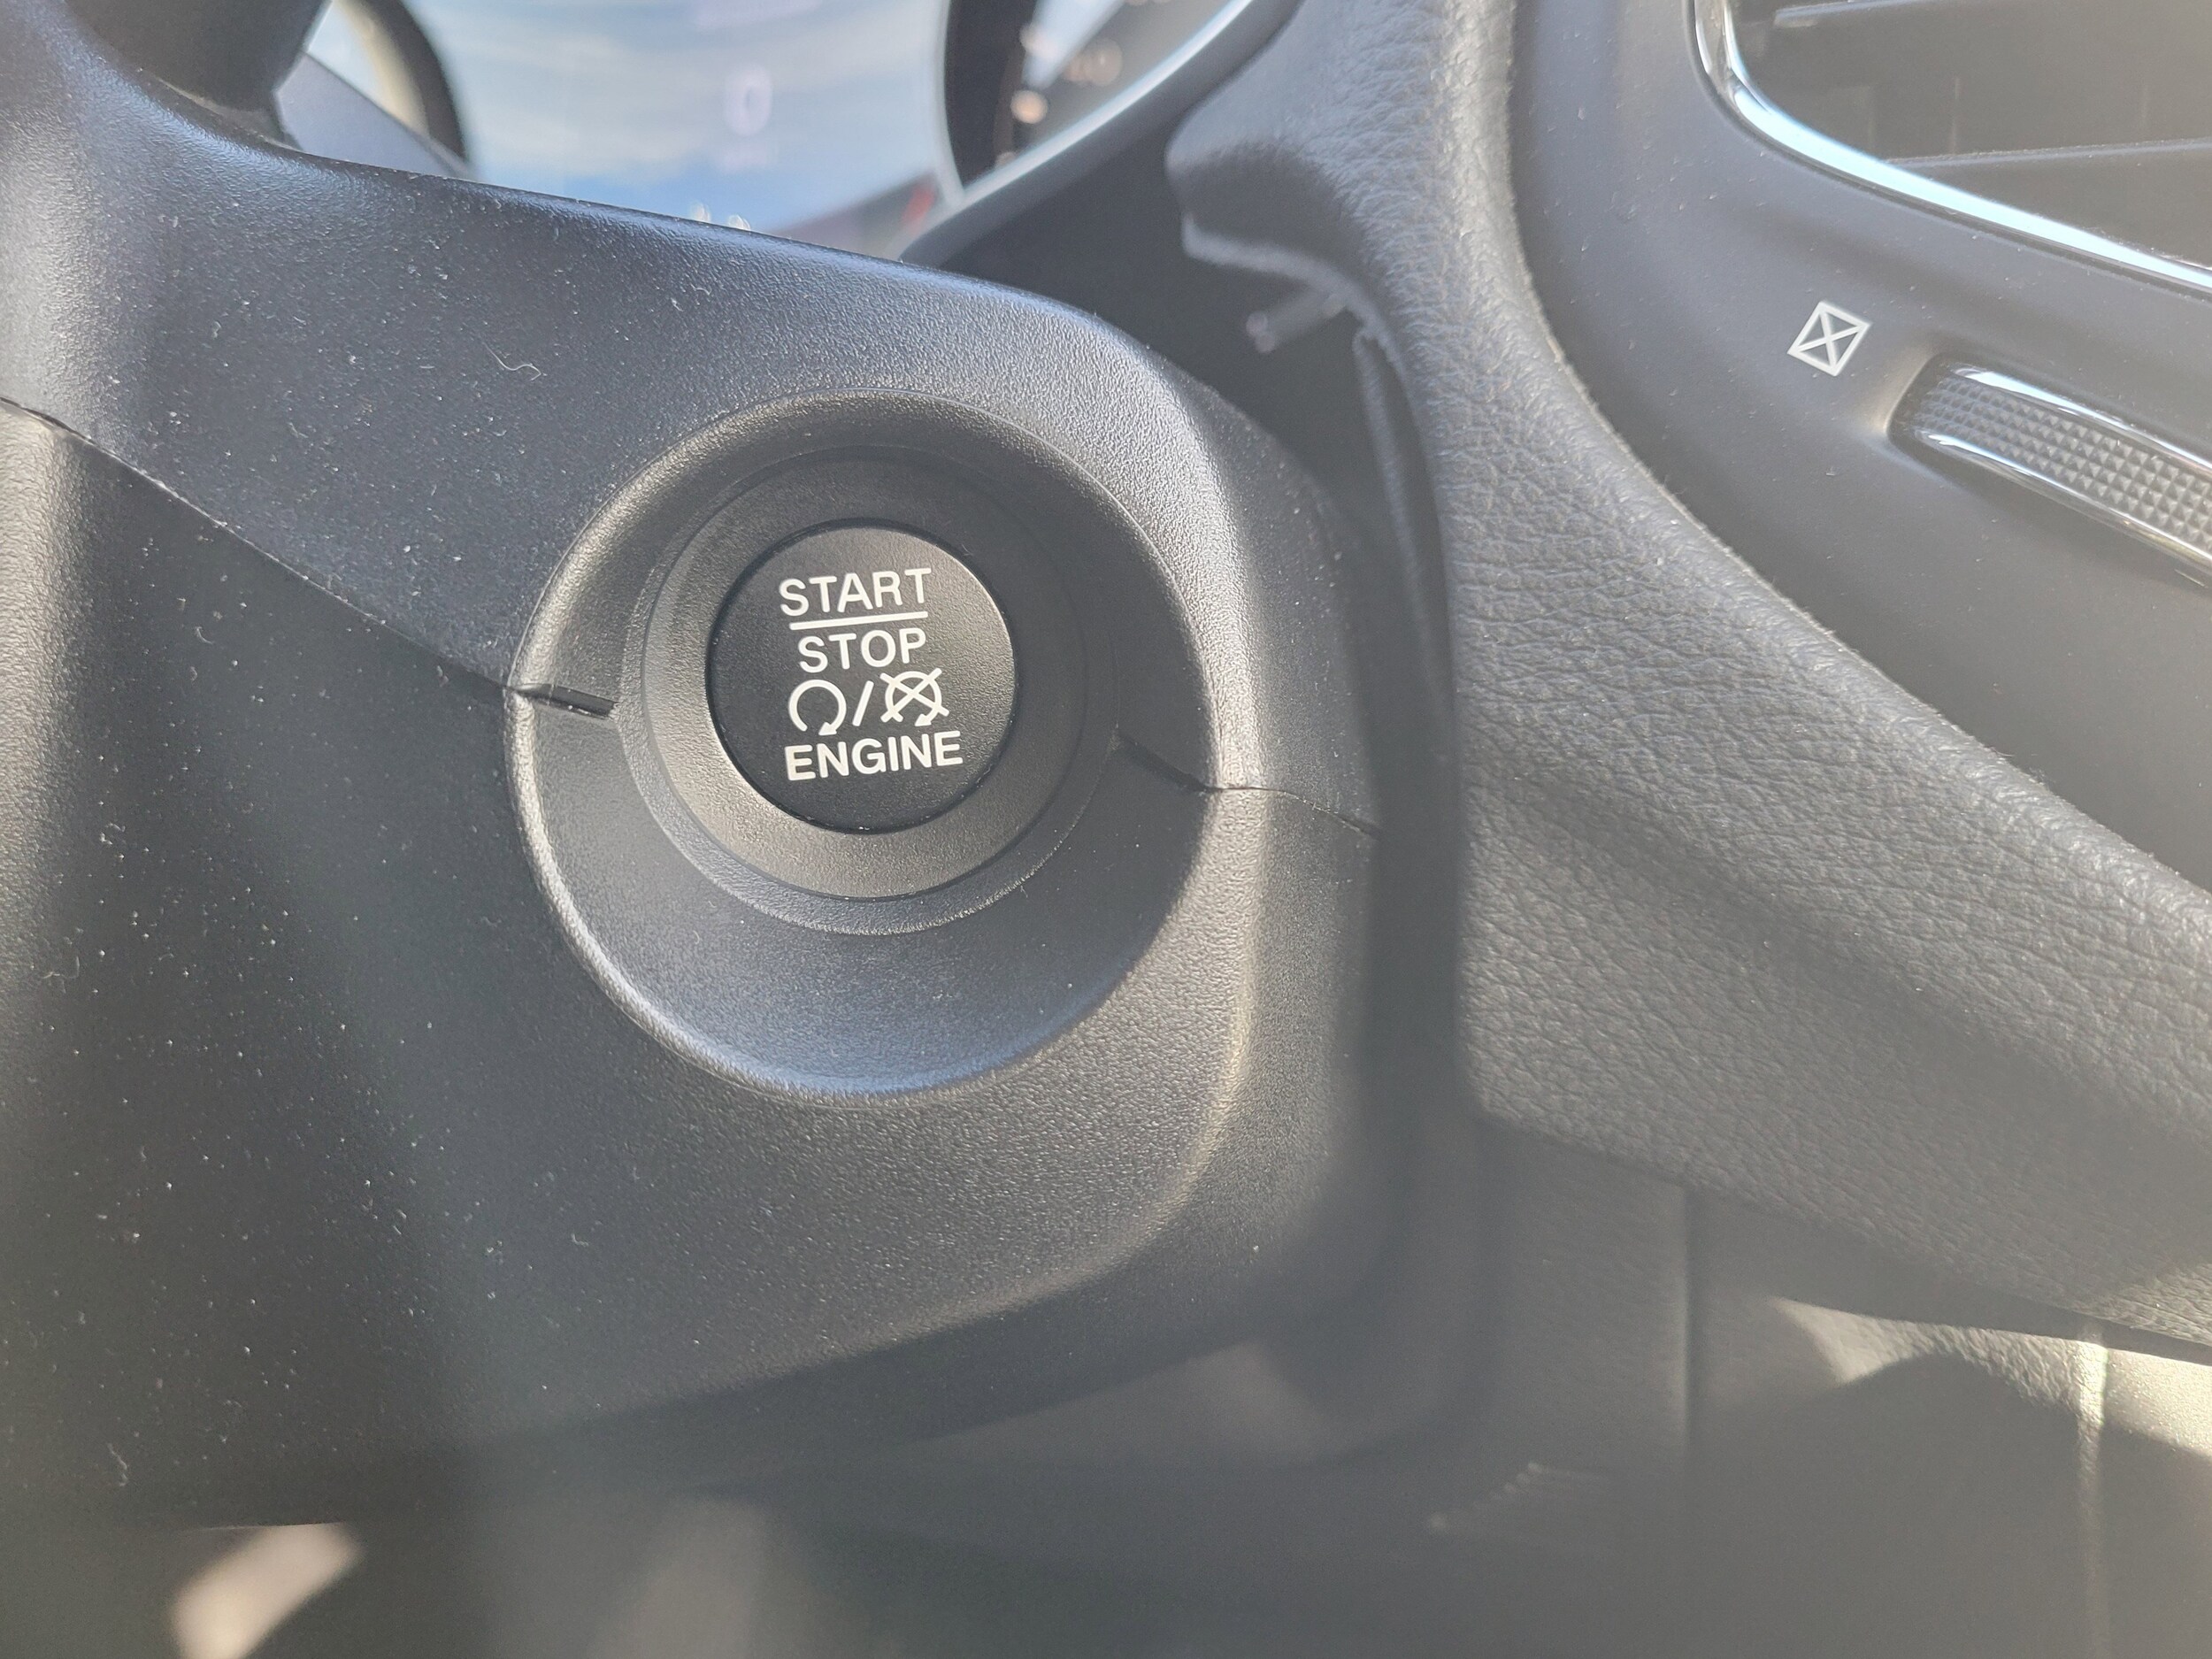 START
STOP
/
ENGINE